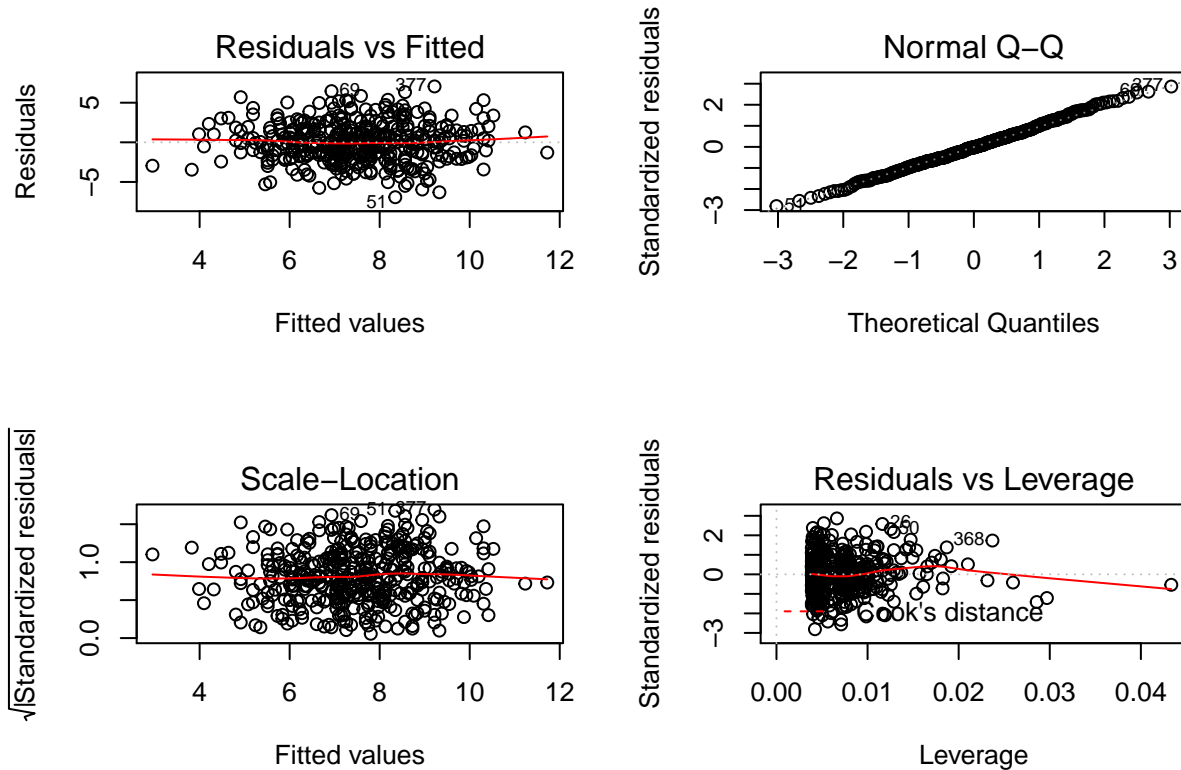 Residuals vs Fitted
Residuals
5
−5
69
377
51
4 6 8 10 12
Fitted values
Normal Q−Q
Standardized residuals
2
0
−3
377
51
−3 −2 −1 0 1 2 3
Theoretical Quantiles
Scale−Location
√|Standardized residuals|
1.0
0.0
69
51
377
4 6 8 10 12
Fitted values
Residuals vs Leverage
Standardized residuals
2
0
−3
26
368
Cook's distance
0.00 0.01 0.02 0.03 0.04
Leverage